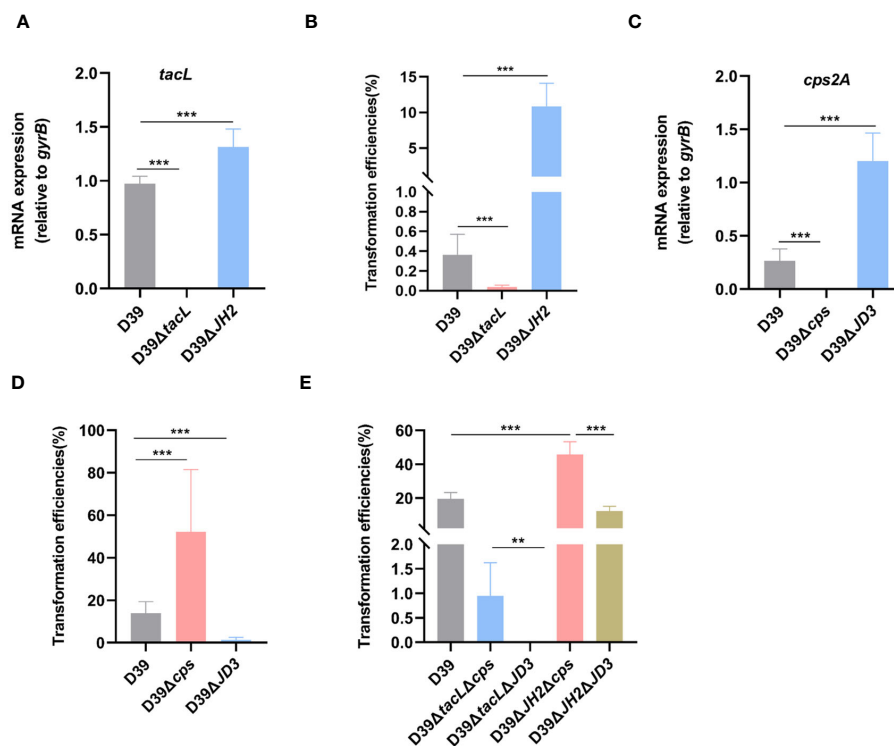 A
tacL
mRNA expression
(relative to gyrB)
2.0
1.5
1.0
0.5
0.0
***
***
D39
D39ΔtacL
D39ΔJH2
B
Transformation efficiencies(%)
15
10
5
1.0
0.8
0.6
0.4
0.2
0.0
***
***
D39
D39ΔtacL
D39ΔJH2
C
cps2A
mRNA expression
(relative to gyrB)
2.0
1.5
1.0
0.5
0.0
***
***
D39
D39Δcps
D39ΔJD3
D
Transformation efficiencies(%)
100
80
60
40
20
0
***
***
D39
D39Δcps
D39ΔJD3
E
Transformation efficiencies(%)
60
40
20
2.0
1.5
1.0
0.5
0.0
*** ***
**
D39
D39ΔtacLΔcps
D39ΔtacLΔJD3
D39ΔJH2Δcps
D39ΔJH2ΔJD3